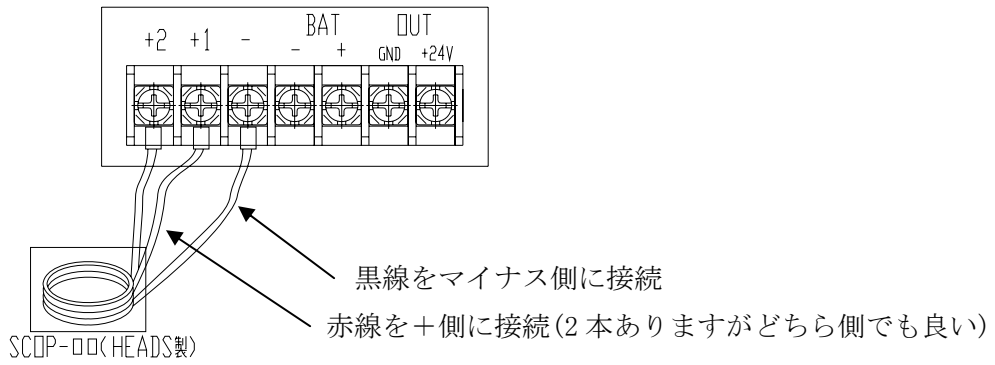 BAT OUT
+2 +1 - - + GND +24V
黒線をマイナス側に接続
赤線を＋側に接続(2本ありますがどちら側でも良い)
SCOP-□□(HEADS製)